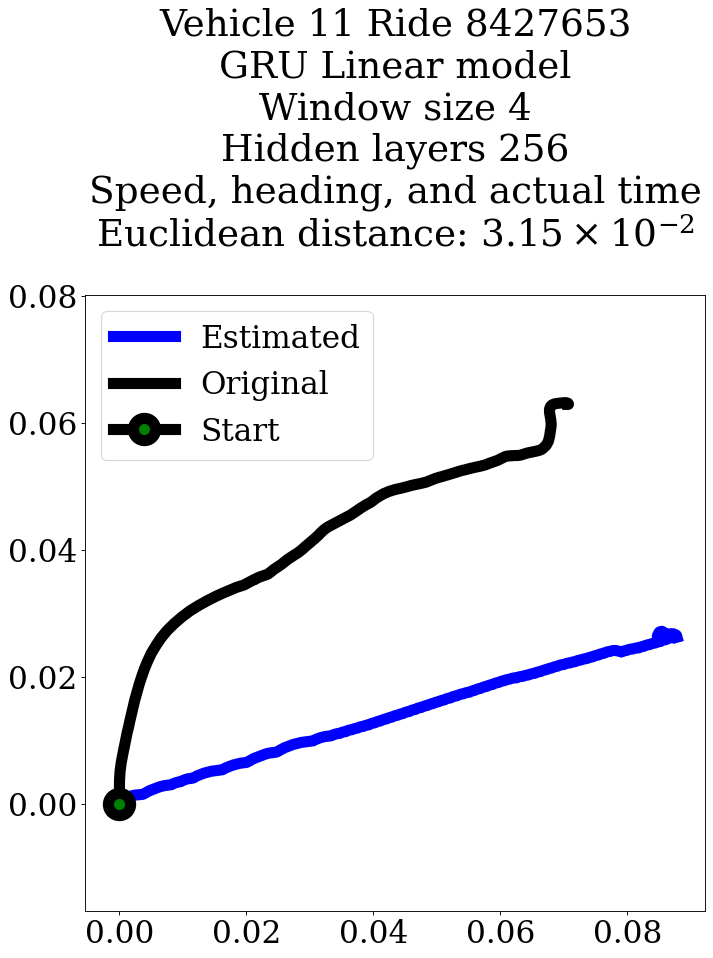 Vehicle 11 Ride 8427653
GRU Linear model
Window size 4
Hidden layers 256
Speed, heading, and actual time
Euclidean distance: 3.15 × 10⁻²
0.08
0.06
0.04
0.02
0.00
Estimated
Original
Start
0.00 0.02 0.04 0.06 0.08